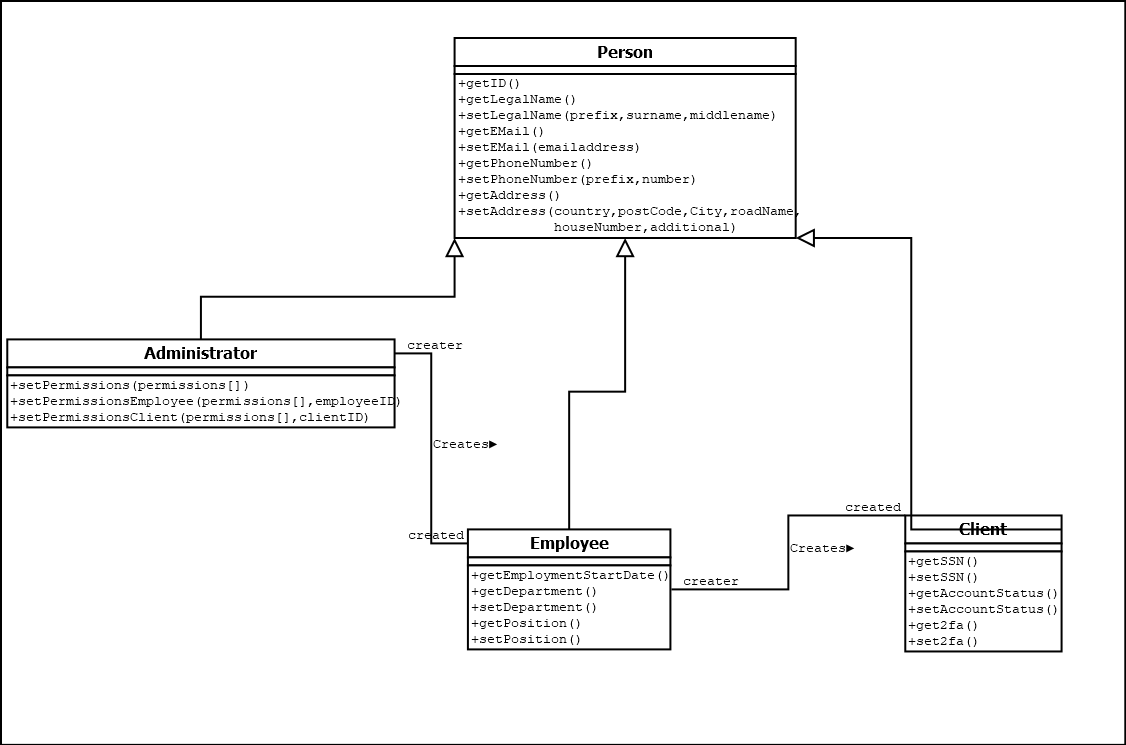 Person
+getID()
+getLegalName()
+setLegalName(prefix,surname,middlename)
+getEMail()
+setEMail(emailaddress)
+getPhoneNumber()
+setPhoneNumber(prefix,number)
+getAddress()
+setAddress(country,postCode,City,roadName,
houseNumber,additional)
Administrator
+setPermissions(permissions[])
+setPermissionsEmployee(permissions[],employeeID)
+setPermissionsClient(permissions[],clientID)
creater
Creates►
created
Employee
+getEmploymentStartDate()
+getDepartment()
+setDepartment()
+getPosition()
+setPosition()
creater
Creates►
created
Client
+getSSN()
+setSSN()
+getAccountStatus()
+setAccountStatus()
+get2fa()
+set2fa()